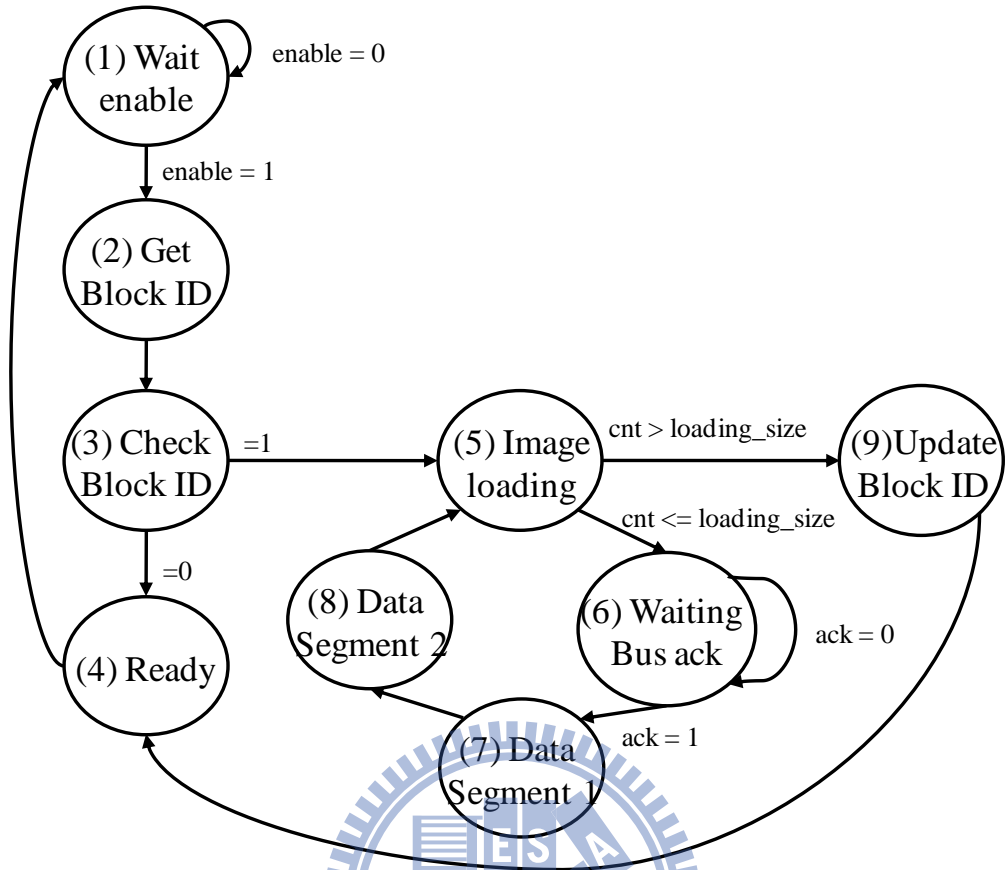 (1) Wait
enable
enable = 0
enable = 1
(2) Get
Block ID
(3) Check
Block ID
=1
=0
(4) Ready
(5) Image
loading
cnt > loading_size
cnt <= loading_size
(9)Update
Block ID
(6) Waiting
Bus ack
ack = 0
ack = 1
(7) Data
Segment 1
(8) Data
Segment 2
E S A